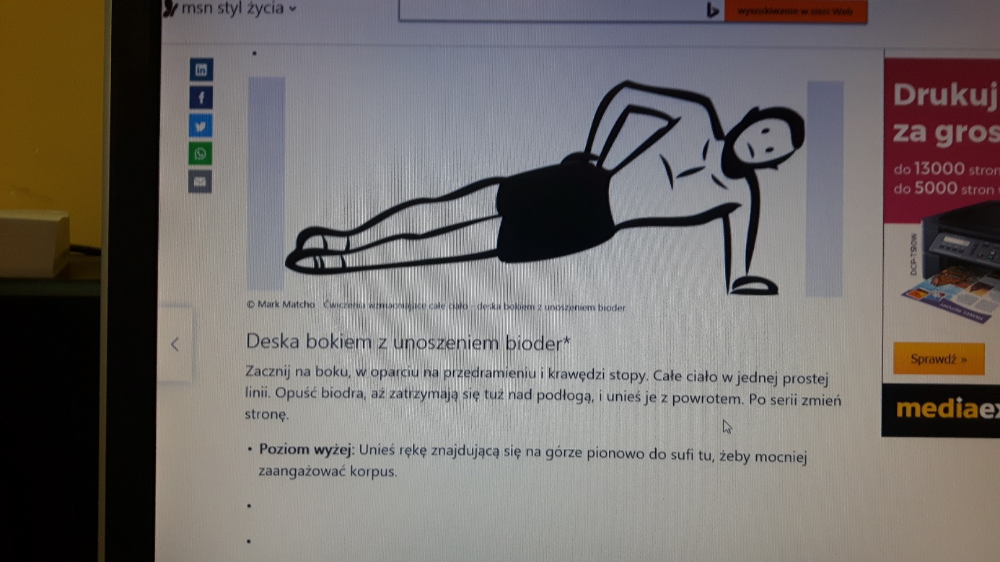 msn styl życia
wyszukiwanie w sieci Web
in
f
Drukuj
za gros
do 13000 stron
do 5000 stron
DCP-T510W
Sprawdź »
mediaex
© Mark Matcho Ćwiczenia wzmacniające całe ciało - deska bokiem z unoszeniem bioder
Deska bokiem z unoszeniem bioder*
Zacznij na boku, w oparciu na przedramieniu i krawędzi stopy. Całe ciało w jednej prostej
linii. Opuść biodra, aż zatrzymają się tuż nad podłogą, i unieś je z powrotem. Po serii zmień
stronę.
• Poziom wyżej: Unieś rękę znajdującą się na górze pionowo do sufi tu, żeby mocniej
zaangażować korpus.